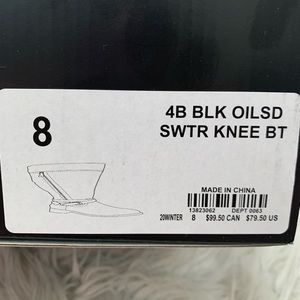 8
4B BLK OILSD
SWTR KNEE BT
MADE IN CHINA
13823062 DEPT 0063
20WINTER 8 $99.50 CAN $79.50 US